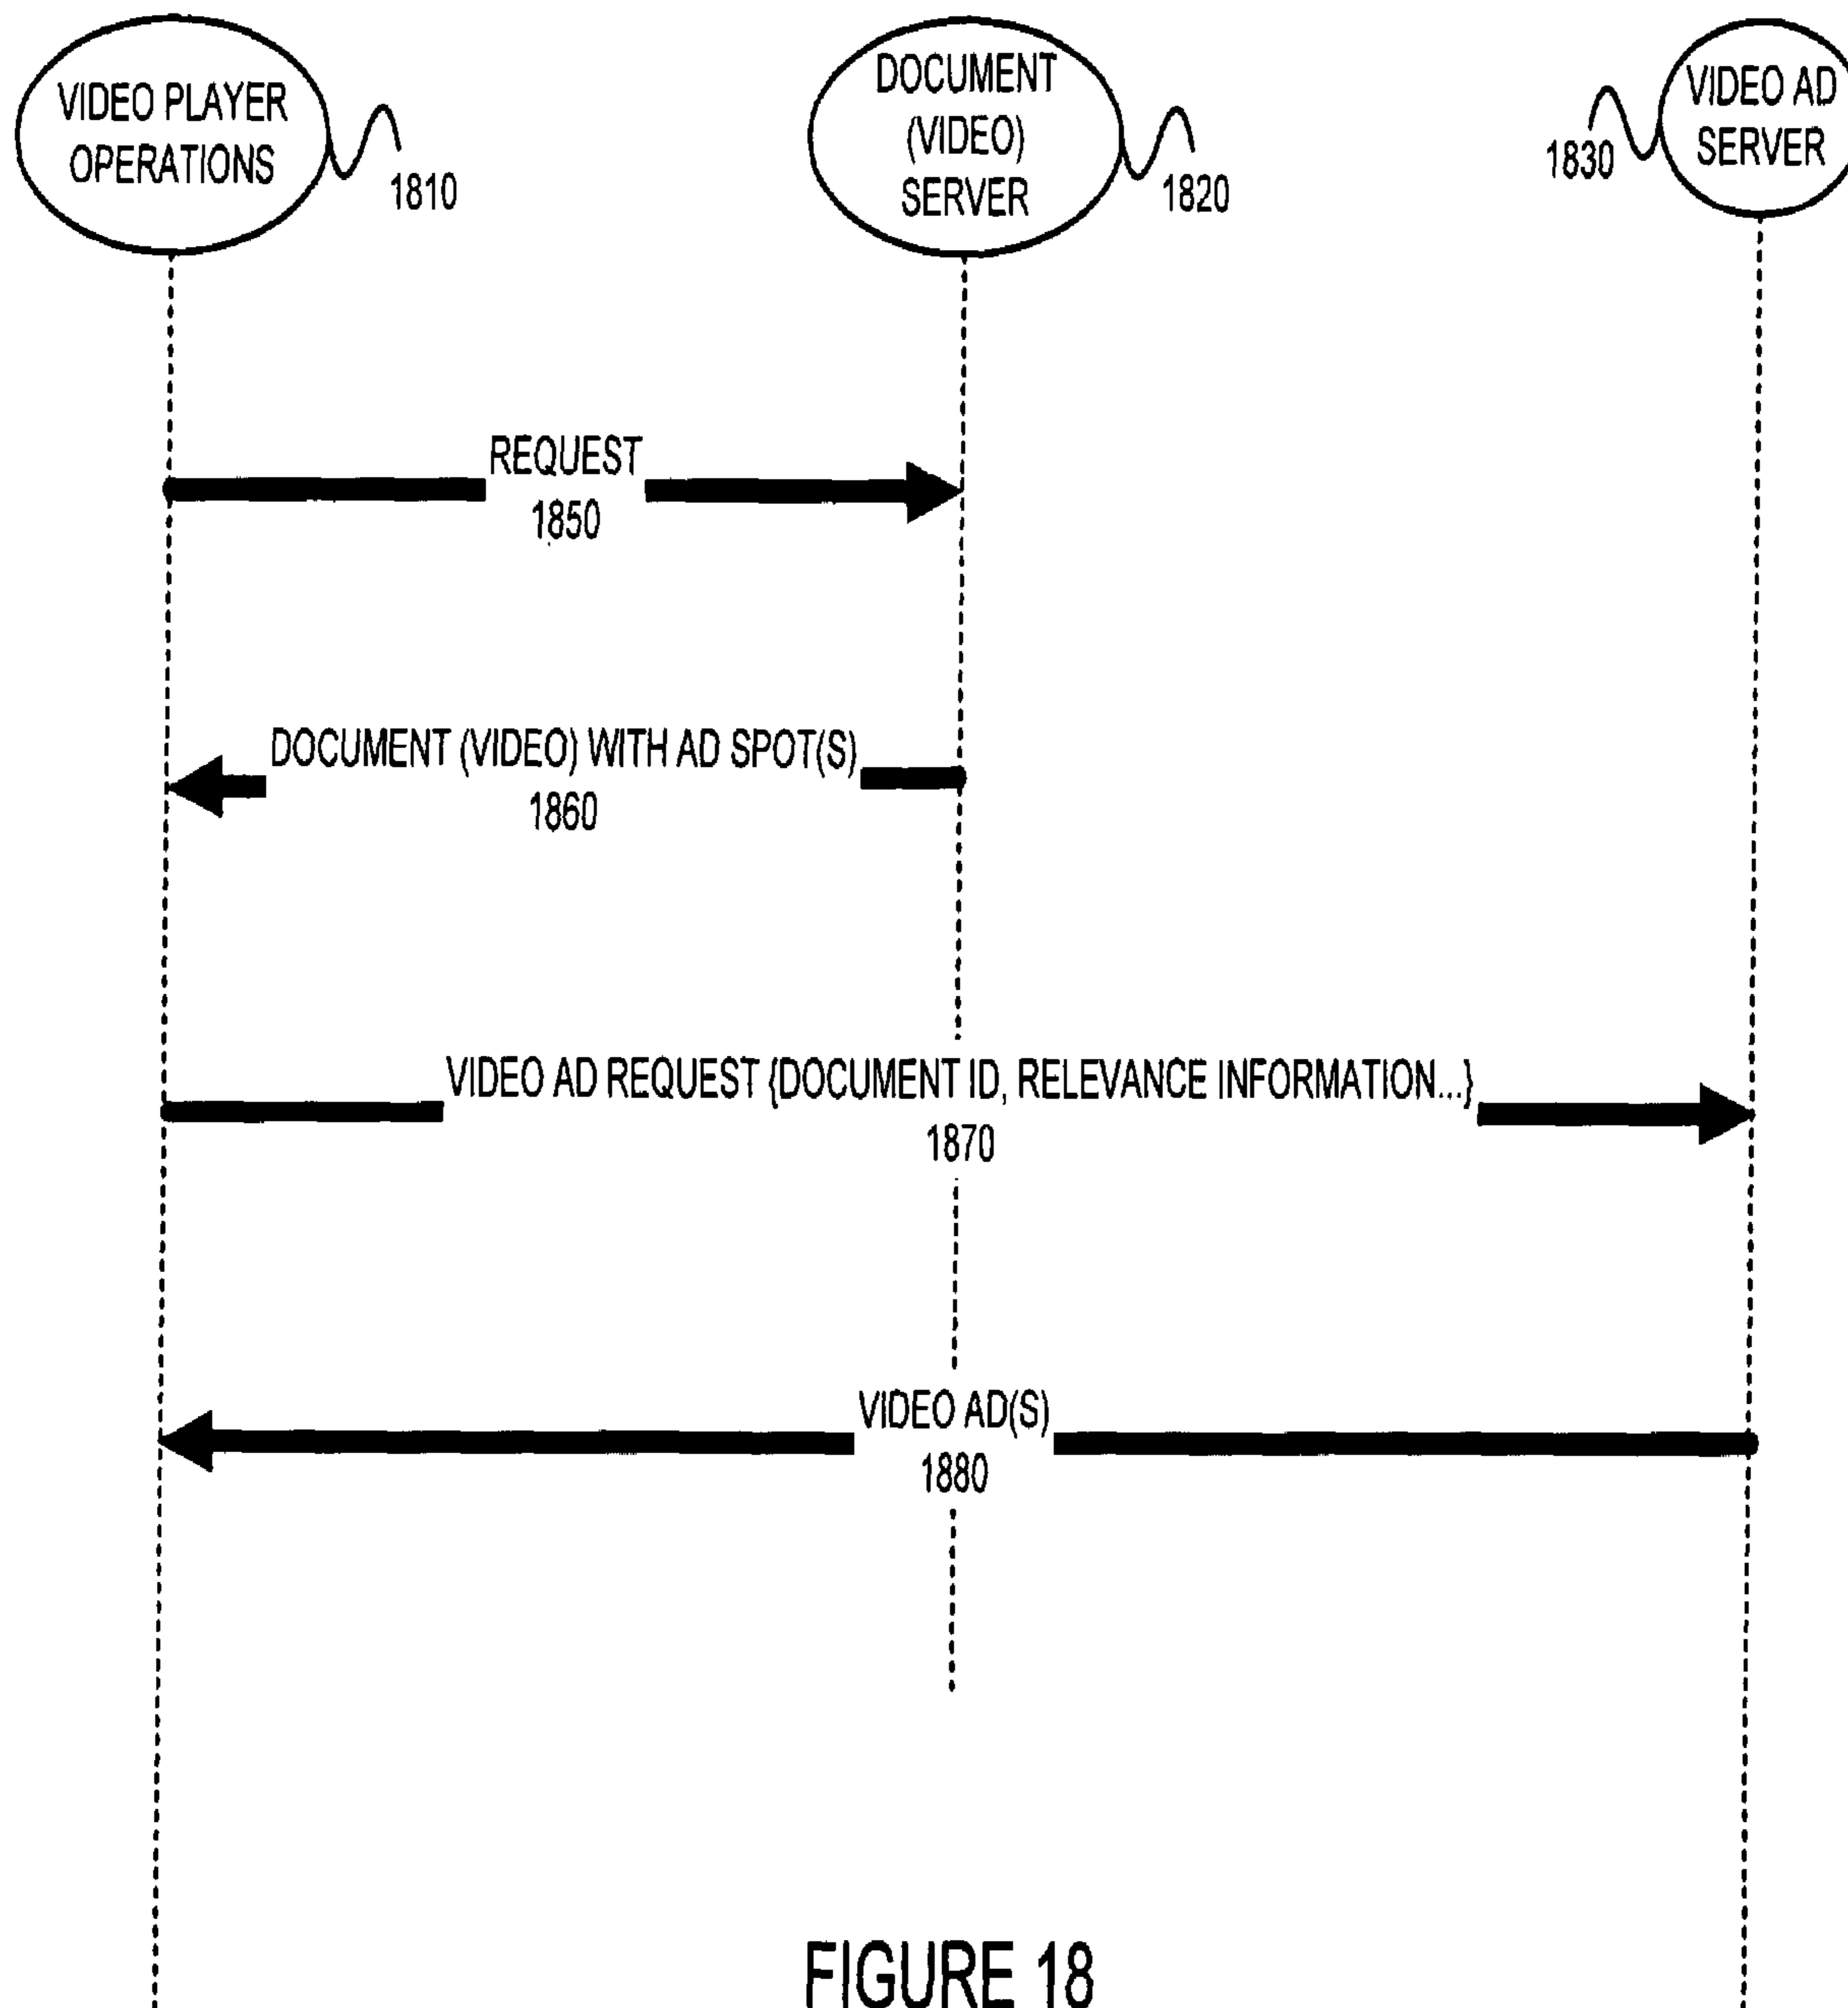 VIDEO PLAYER
OPERATIONS
1810
DOCUMENT
(VIDEO)
SERVER
1820
VIDEO AD
SERVER
1830
REQUEST
1850
DOCUMENT (VIDEO) WITH AD SPOT(S)
1860
VIDEO AD REQUEST {DOCUMENT ID, RELEVANCE INFORMATION...}
1870
VIDEO AD(S)
1880
FIGURE 18